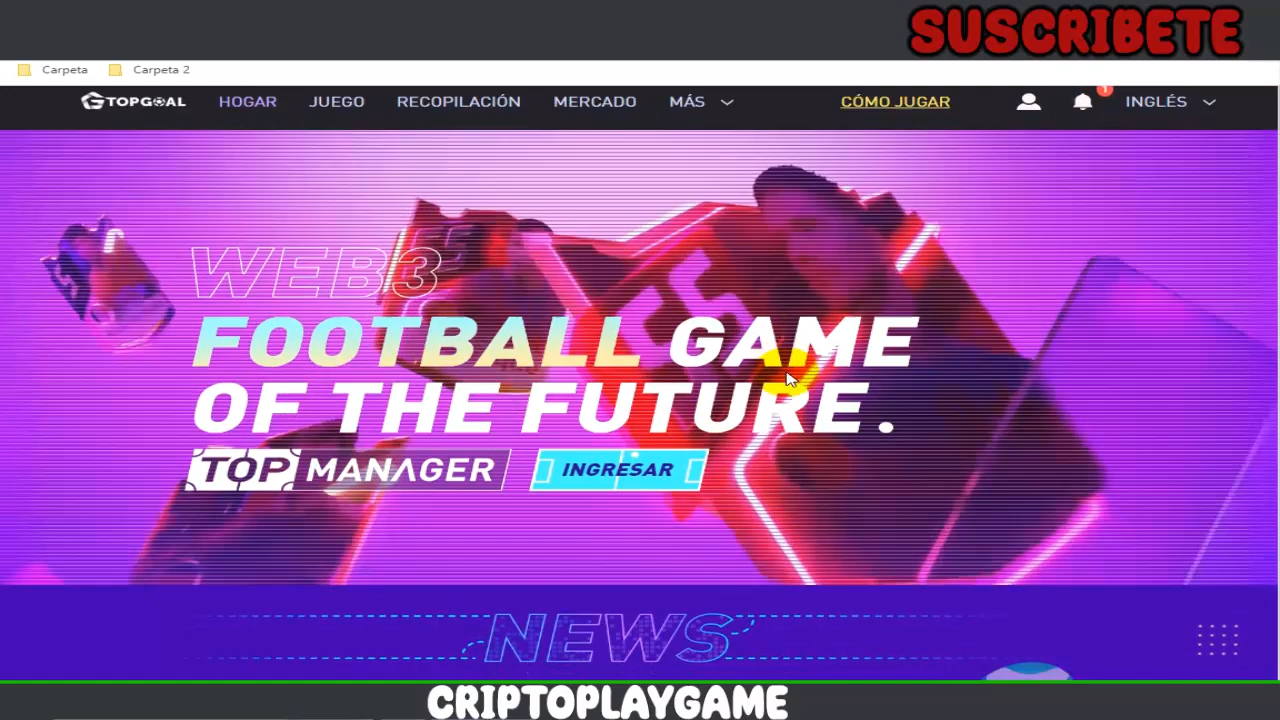 SUSCRIBETE
Carpeta Carpeta 2
TOPGOAL HOGAR JUEGO RECOPILACIÓN MERCADO MÁS CÓMO JUGAR 1 INGLÉS
WEB3
FOOTBALL GAME
OF THE FUTURE.
TOP MANAGER INGRESAR
NEWS
CRIPTOPLAYGAME